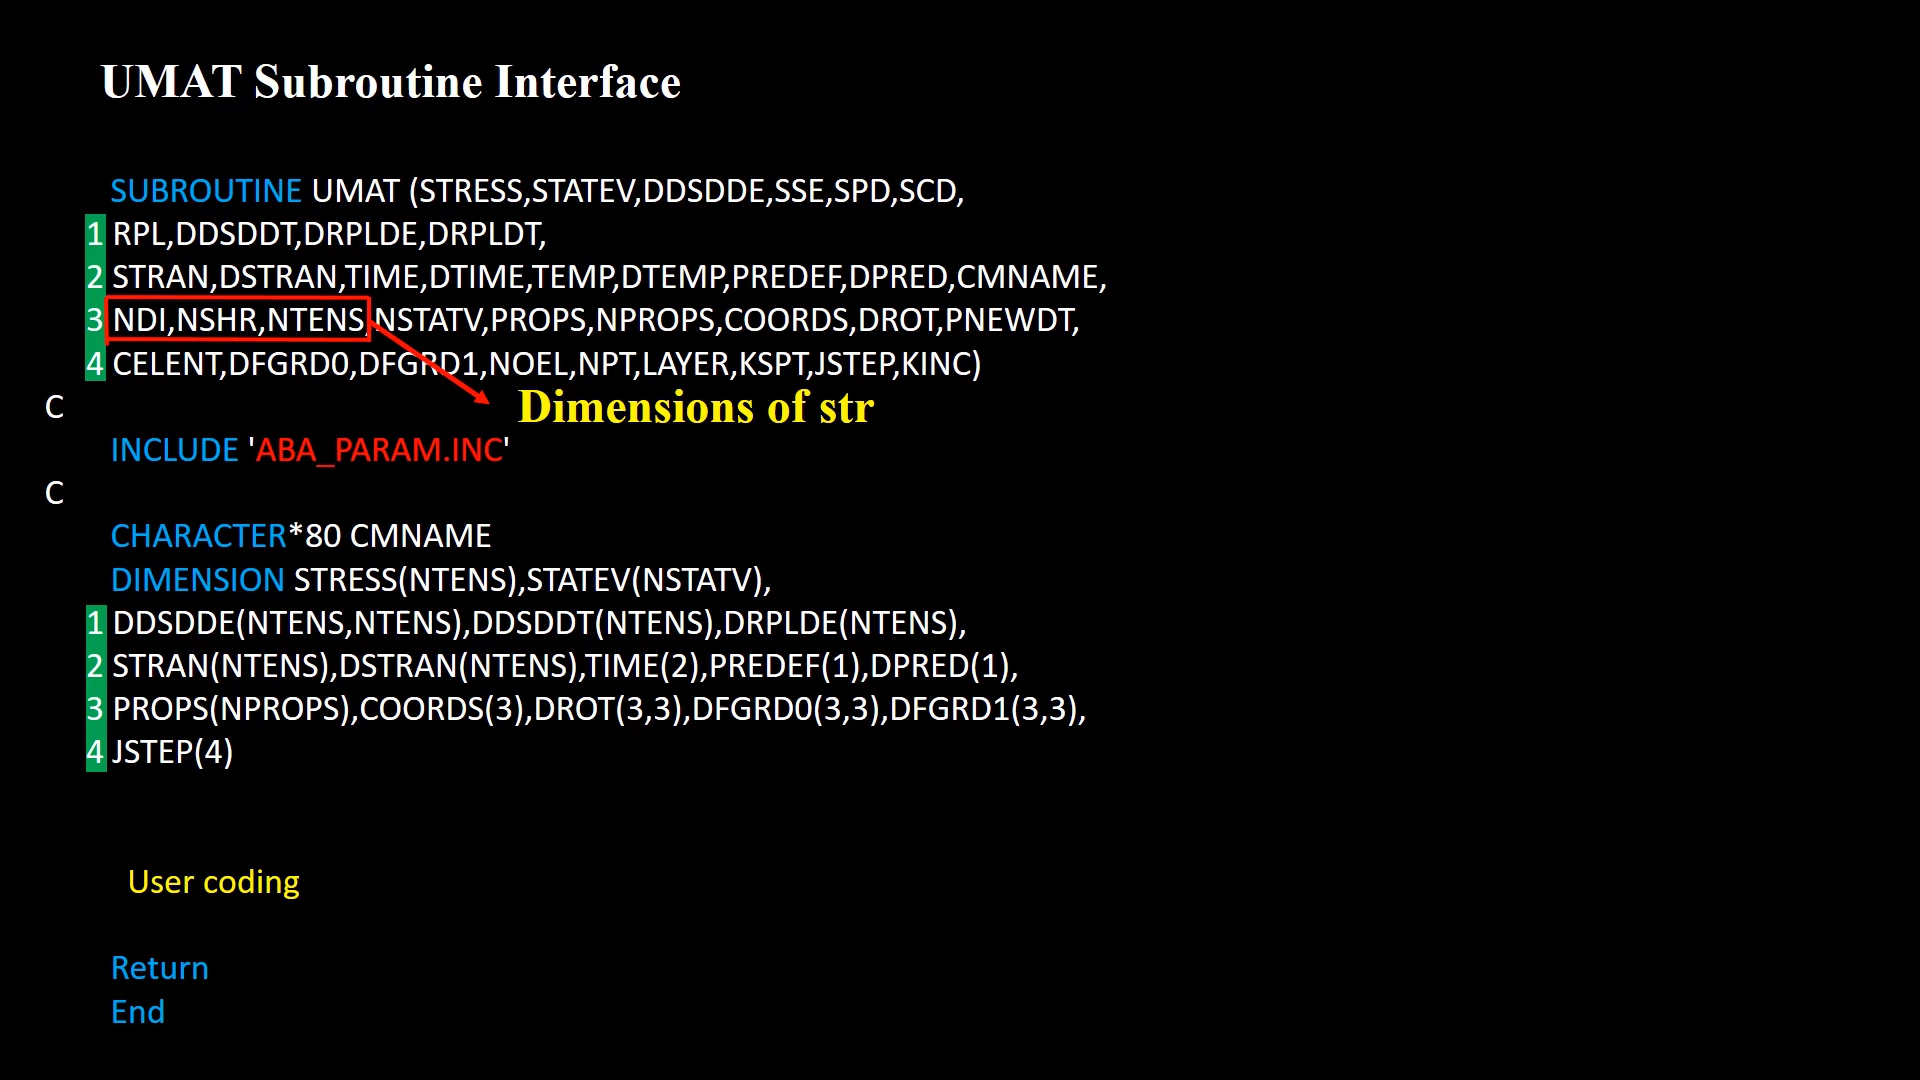 UMAT Subroutine Interface
SUBROUTINE UMAT (STRESS,STATEV,DDSDDE,SSE,SPD,SCD,
1 RPL,DDSDDT,DRPLDE,DRPLDT,
2 STRAN,DSTRAN,TIME,DTIME,TEMP,DTEMP,PREDEF,DPRED,CMNAME,
3 NDI,NSHR,NTENS,NSTATV,PROPS,NPROPS,COORDS,DROT,PNEWDT,
4 CELENT,DFGRD0,DFGRD1,NOEL,NPT,LAYER,KSPT,JSTEP,KINC)
C
Dimensions of str
INCLUDE 'ABA_PARAM.INC'
C
CHARACTER*80 CMNAME
DIMENSION STRESS(NTENS),STATEV(NSTATV),
1 DDSDDE(NTENS,NTENS),DDSDDT(NTENS),DRPLDE(NTENS),
2 STRAN(NTENS),DSTRAN(NTENS),TIME(2),PREDEF(1),DPRED(1),
3 PROPS(NPROPS),COORDS(3),DROT(3,3),DFGRD0(3,3),DFGRD1(3,3),
4 JSTEP(4)
User coding
Return
End